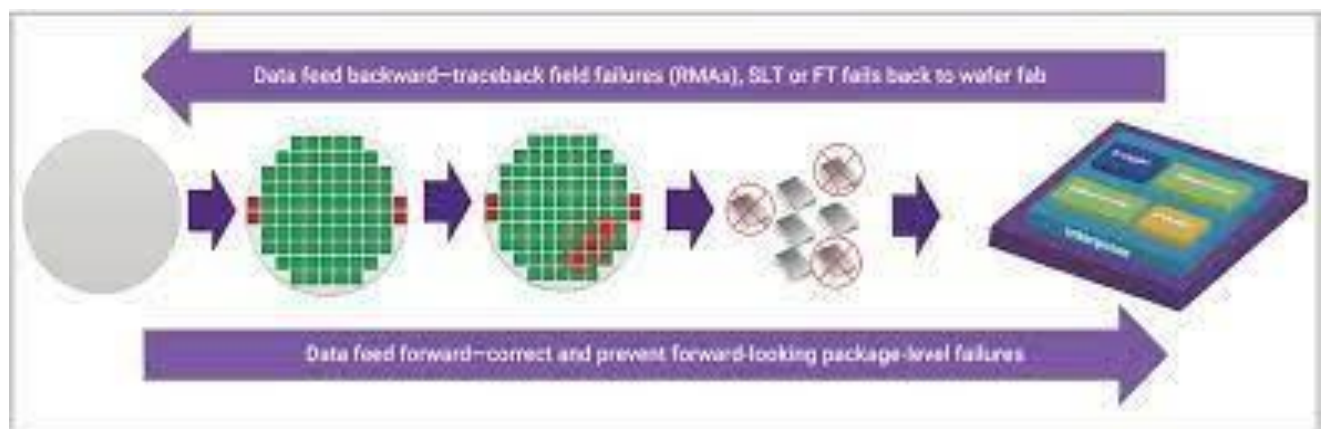 Data feed backward—traceback field failures (RMAs), SLT or FT fails back to wafer fab
Interposer
Data feed forward—correct and prevent forward-looking package-level failures